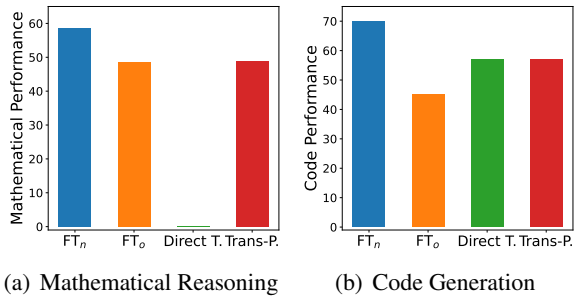 Mathematical Performance
60
50
40
30
20
10
0
FTₙ FTₒ Direct T. Trans-P.
(a) Mathematical Reasoning
Code Performance
70
60
50
40
30
20
10
0
FTₙ FTₒ Direct T. Trans-P.
(b) Code Generation